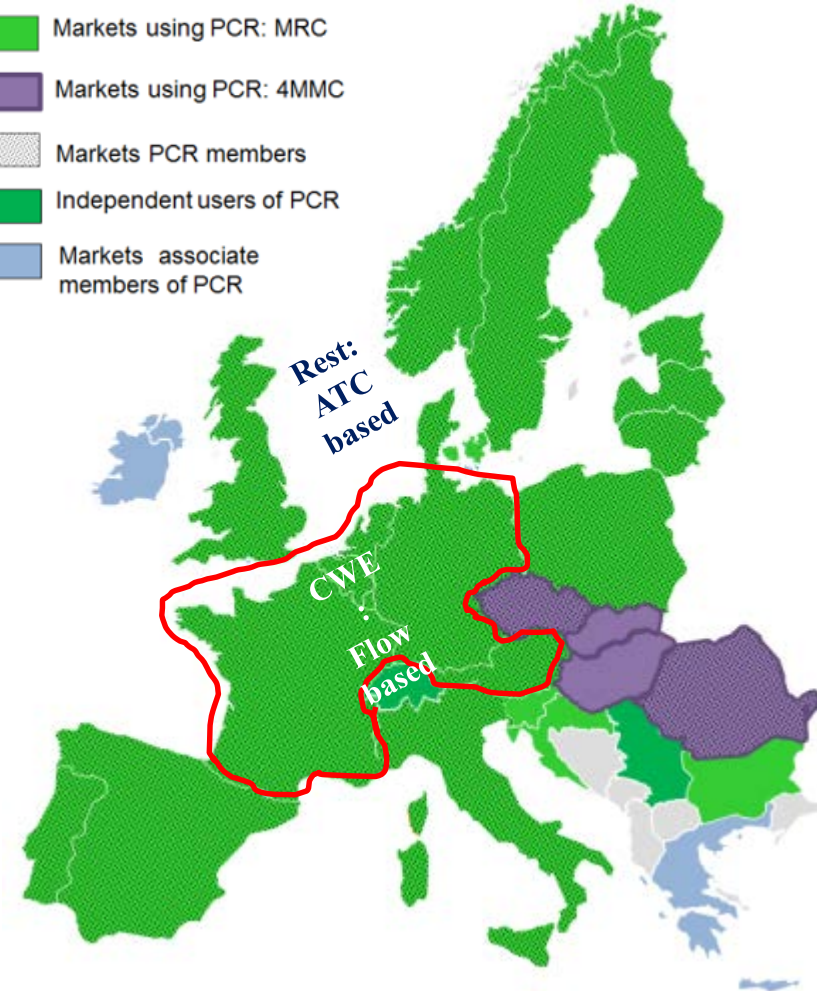 Markets using PCR: MRC
Markets using PCR: 4MMC
Markets PCR members
Independent users of PCR
Markets associate
members of PCR
Rest:
ATC
based
CWE
:
Flow
based